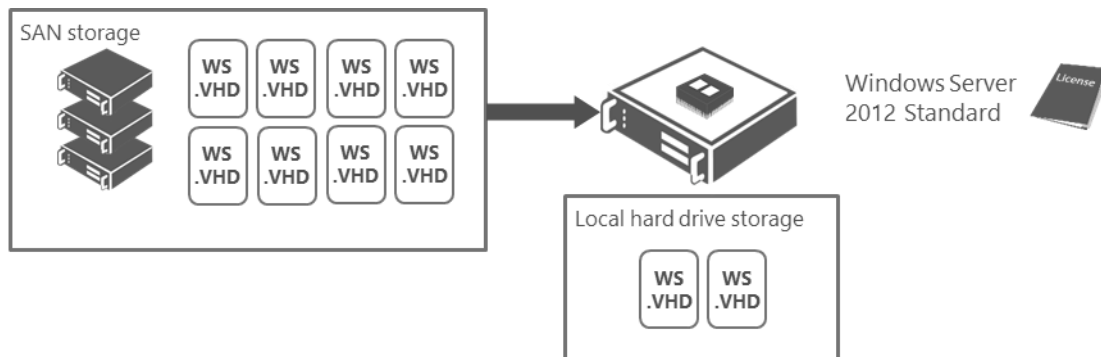 SAN storage
WS
.VHD
WS
.VHD
WS
.VHD
WS
.VHD
WS
.VHD
WS
.VHD
WS
.VHD
WS
.VHD
Windows Server
2012 Standard
License
Local hard drive storage
WS
.VHD
WS
.VHD